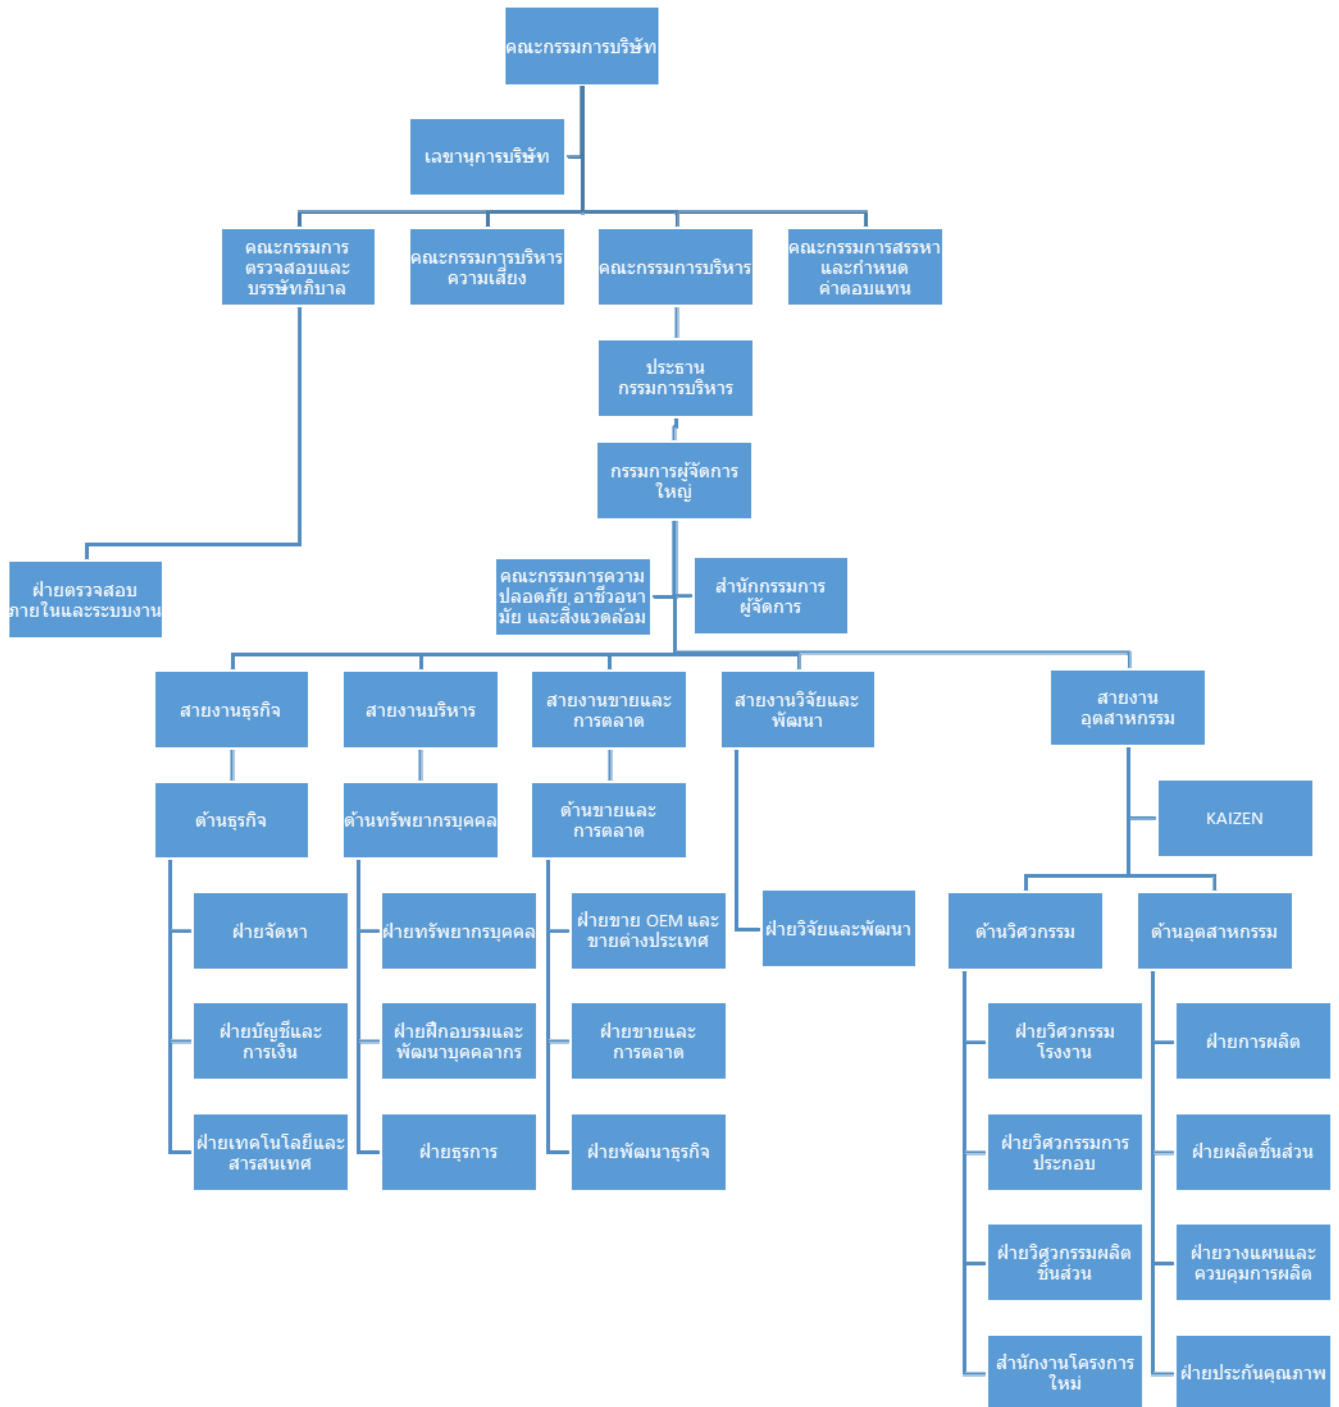 คณะกรรมการบริษัท
เลขานุการบริษัท
คณะกรรมการ
ตรวจสอบและ
บรรษัทภิบาล
คณะกรรมการบริหาร
ความเสี่ยง
คณะกรรมการบริหาร
คณะกรรมการสรรหา
และกำหนด
ค่าตอบแทน
ประธาน
กรรมการบริหาร
กรรมการผู้จัดการ
ใหญ่
ฝ่ายตรวจสอบ
ภายในและระบบงาน
คณะกรรมการความ
ปลอดภัย อาชีวอนา
มัย และสิ่งแวดล้อม
สำนักกรรมการ
ผู้จัดการ
สายงานธุรกิจ
สายงานบริหาร
สายงานขายและ
การตลาด
สายงานวิจัยและ
พัฒนา
สายงาน
อุตสาหกรรม
ด้านธุรกิจ
ด้านทรัพยากรบุคคล
ด้านขายและ
การตลาด
KAIZEN
ฝ่ายจัดหา
ฝ่ายทรัพยากรบุคคล
ฝ่ายขาย OEM และ
ขายต่างประเทศ
ฝ่ายวิจัยและพัฒนา
ด้านวิศวกรรม
ด้านอุตสาหกรรม
ฝ่ายบัญชีและ
การเงิน
ฝ่ายฝึกอบรมและ
พัฒนาบุคคลากร
ฝ่ายขายและ
การตลาด
ฝ่ายวิศวกรรม
โรงงาน
ฝ่ายการผลิต
ฝ่ายเทคโนโลยีและ
สารสนเทศ
ฝ่ายธุรการ
ฝ่ายพัฒนาธุรกิจ
ฝ่ายวิศวกรรมการ
ประกอบ
ฝ่ายผลิตชิ้นส่วน
ฝ่ายวิศวกรรมผลิต
ชิ้นส่วน
ฝ่ายวางแผนและ
ควบคุมการผลิต
สำนักงานโครงการ
ใหม่
ฝ่ายประกันคุณภาพ